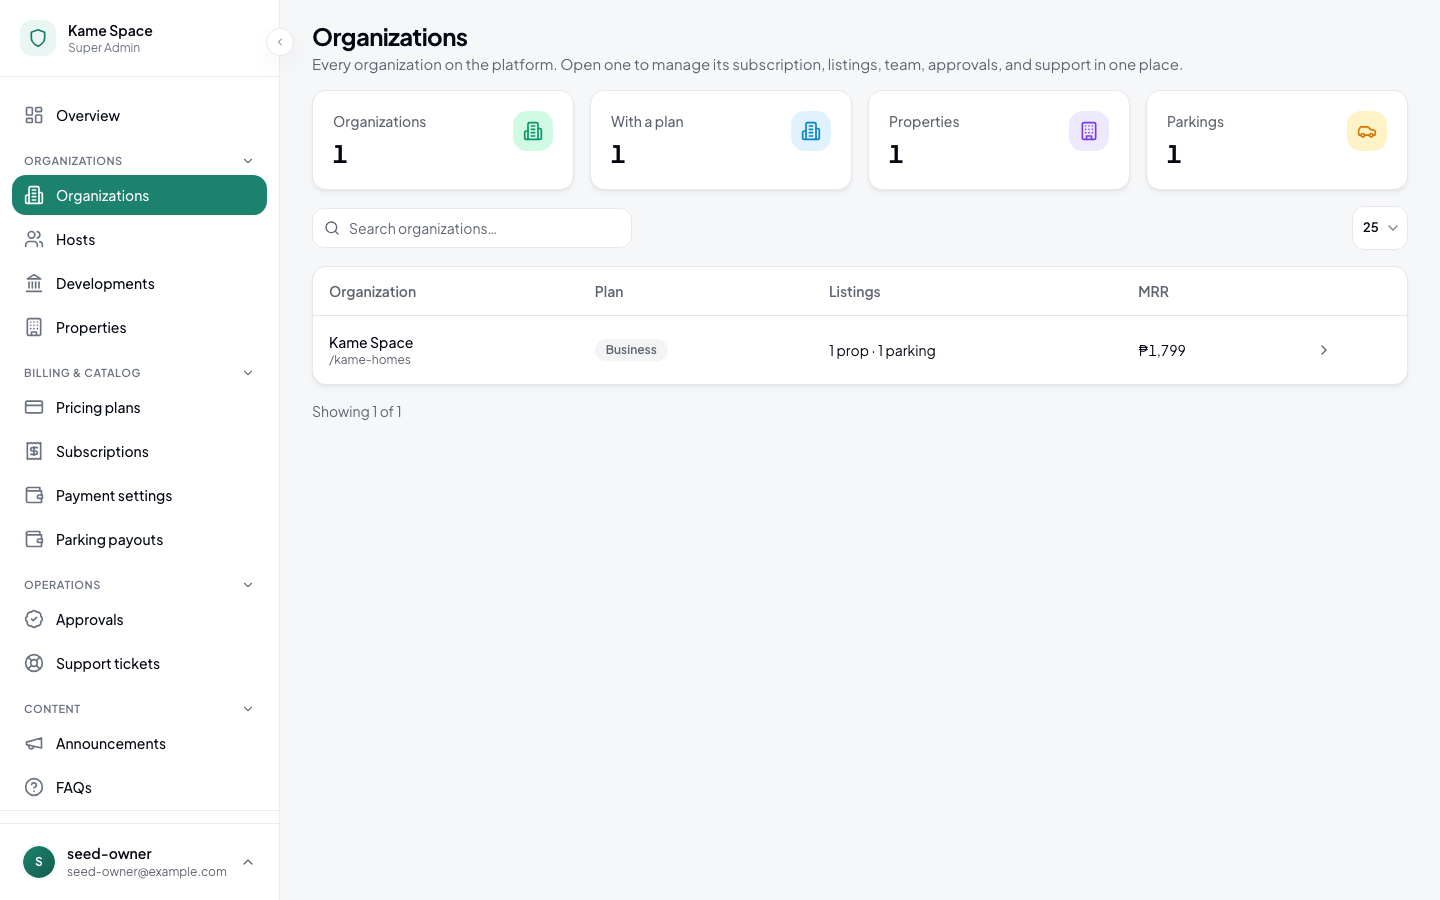 Kame Space
Super Admin
Overview
ORGANIZATIONS
Organizations
Hosts
Developments
Properties
BILLING & CATALOG
Pricing plans
Subscriptions
Payment settings
Parking payouts
OPERATIONS
Approvals
Support tickets
CONTENT
Announcements
FAQs
S
seed-owner
seed-owner@example.com
Organizations
Every organization on the platform. Open one to manage its subscription, listings, team, approvals, and support in one place.
Organizations
1
With a plan
1
Properties
1
Parkings
1
Search organizations...
25
Organization Plan Listings MRR
Kame Space
/kame-homes
Business
1 prop · 1 parking
₱1,799
Showing 1 of 1